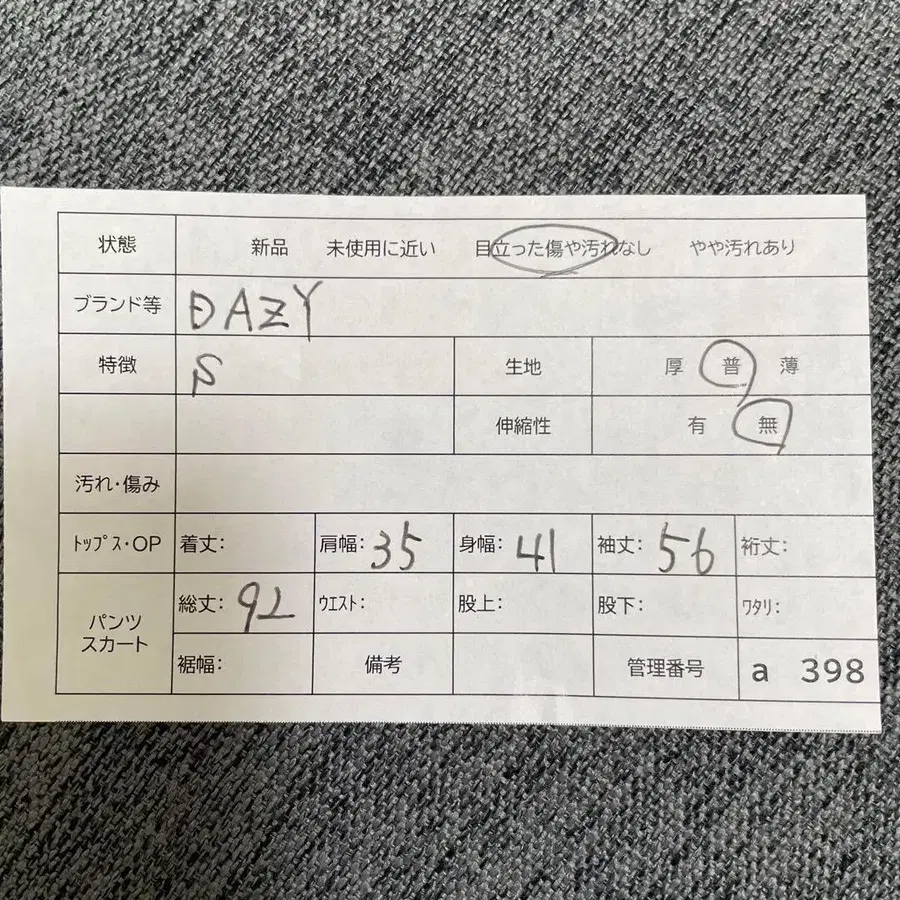 状態 新品 未使用に近い 目立った傷や汚れなし やや汚れあり
ブランド等 DAZY
特徴 S 生地 厚 普 薄
伸縮性 有 無
汚れ・傷み
ﾄｯﾌﾟｽ・OP 着丈： 肩幅：35 身幅：41 袖丈：56 裄丈：
パンツ スカート 総丈：92 ｳｴｽﾄ： 股上： 股下： ﾜﾀﾘ：
裾幅： 備考 管理番号 a 398